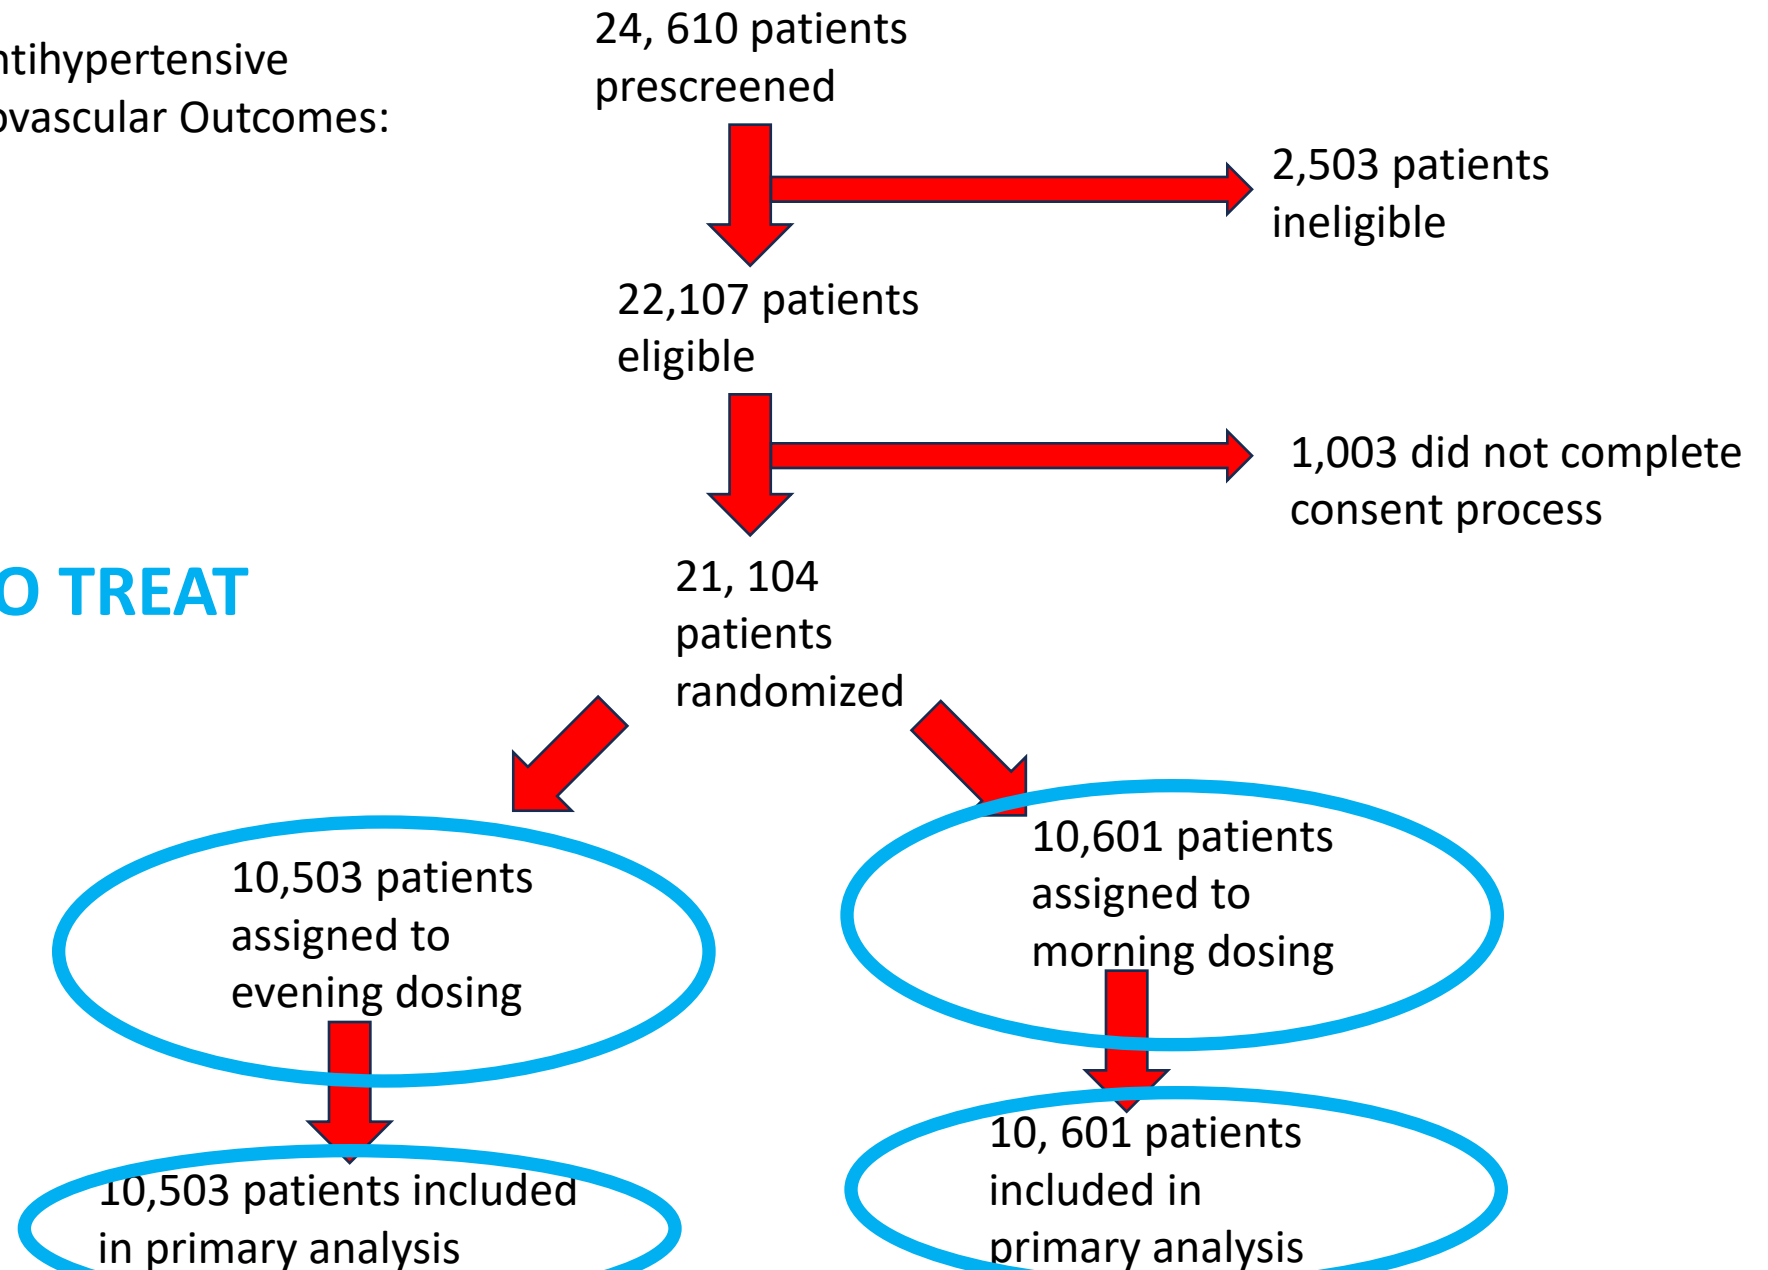 ntihypertensive
ovascular Outcomes:
24, 610 patients
prescreened
2,503 patients
ineligible
22,107 patients
eligible
1,003 did not complete
consent process
O TREAT
21, 104
patients
randomized
10,503 patients
assigned to
evening dosing
10,601 patients
assigned to
morning dosing
10,503 patients included
in primary analysis
10, 601 patients
included in
primary analysis